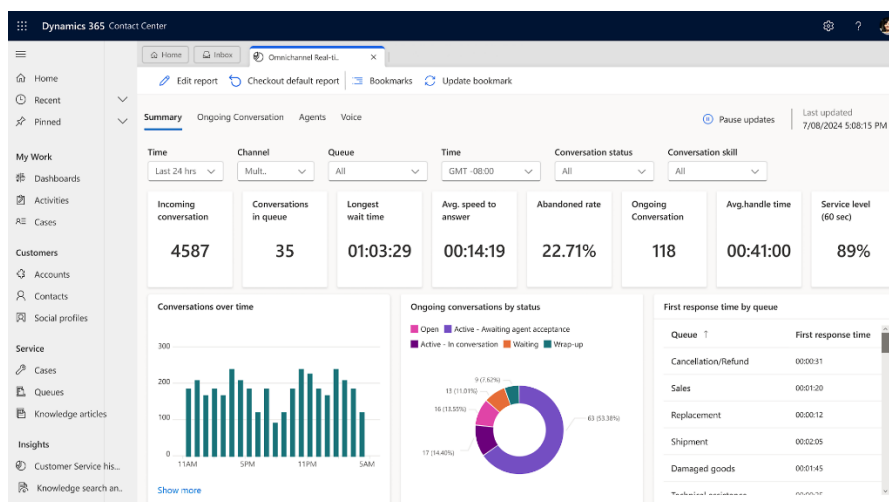 Dynamics 365 Contact Center
?
Home
Inbox
Omnichannel Real-ti..
Edit report
Checkout default report
Bookmarks
Update bookmark
Home
Recent
Pinned
My Work
Dashboards
Activities
Cases
Customers
Accounts
Contacts
Social profiles
Service
Cases
Queues
Knowledge articles
Insights
Customer Service his...
Knowledge search an..
Summary
Ongoing Conversation
Agents
Voice
Pause updates
Last updated
7/08/2024 5:08:15 PM
Time
Last 24 hrs
Channel
Mult..
Queue
All
Time
GMT -08:00
Conversation status
All
Conversation skill
All
Incoming
conversation
4587
Conversations
in queue
35
Longest
wait time
01:03:29
Avg. speed to
answer
00:14:19
Abandoned rate
22.71%
Ongoing
Conversation
118
Avg.handle time
00:41:00
Service level
(60 sec)
89%
Conversations over time
300
200
100
0
11AM 5PM 11PM 5AM
Show more
Ongoing conversations by status
Open Active - Awaiting agent acceptance
Active - In conversation Waiting Wrap-up
9 (7.62%)
13 (11.01%)
16 (13.55%)
17 (14.40%)
63 (53.38%)
First response time by queue
Queue ↑ First response time
Cancellation/Refund 00:00:31
Sales 00:01:20
Replacement 00:00:12
Shipment 00:02:05
Damaged goods 00:01:45